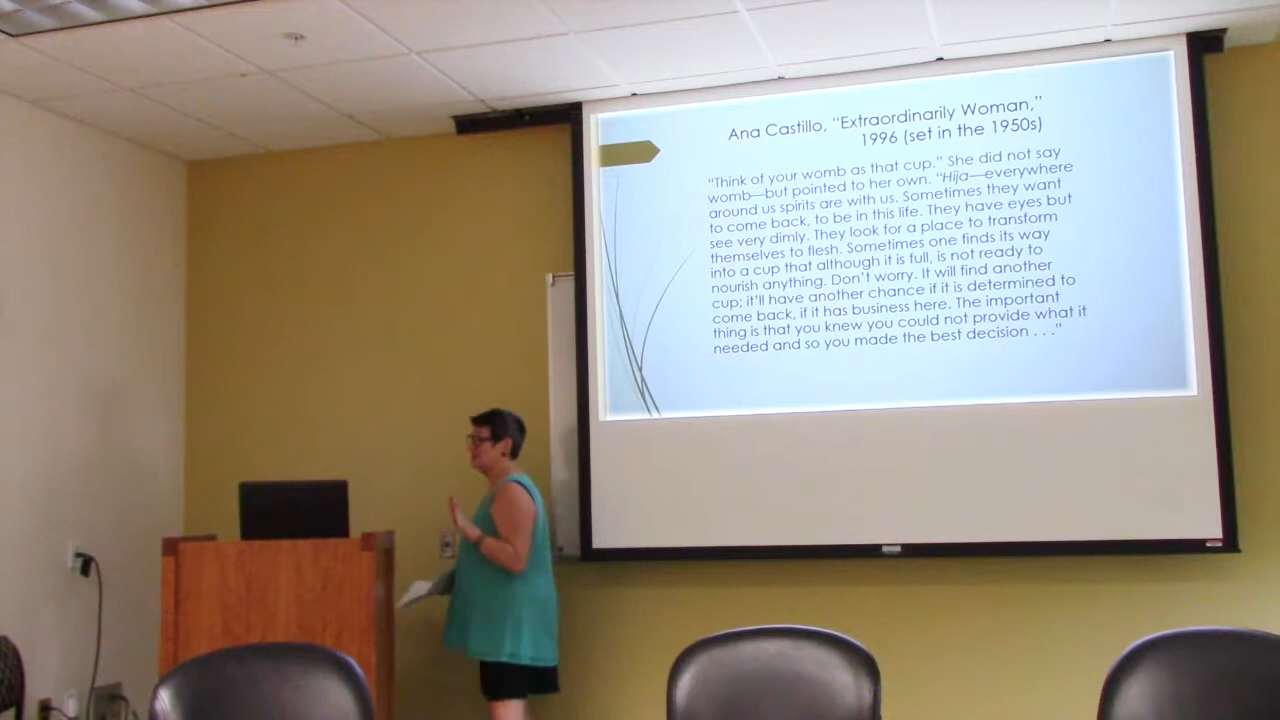 Ana Castillo, “Extraordinarily Woman,”
1996 (set in the 1950s)
“Think of your womb as that cup.” She did not say
womb—but pointed to her own. “Hija—everywhere
around us spirits are with us. Sometimes they want
to come back, to be in this life. They have eyes but
see very dimly. They look for a place to transform
themselves to flesh. Sometimes one finds its way
into a cup that although it is full, is not ready to
nourish anything. Don’t worry. It will find another
cup; it’ll have another chance if it is determined to
come back, if it has business here. The important
thing is that you knew you could not provide what it
needed and so you made the best decision . . .”